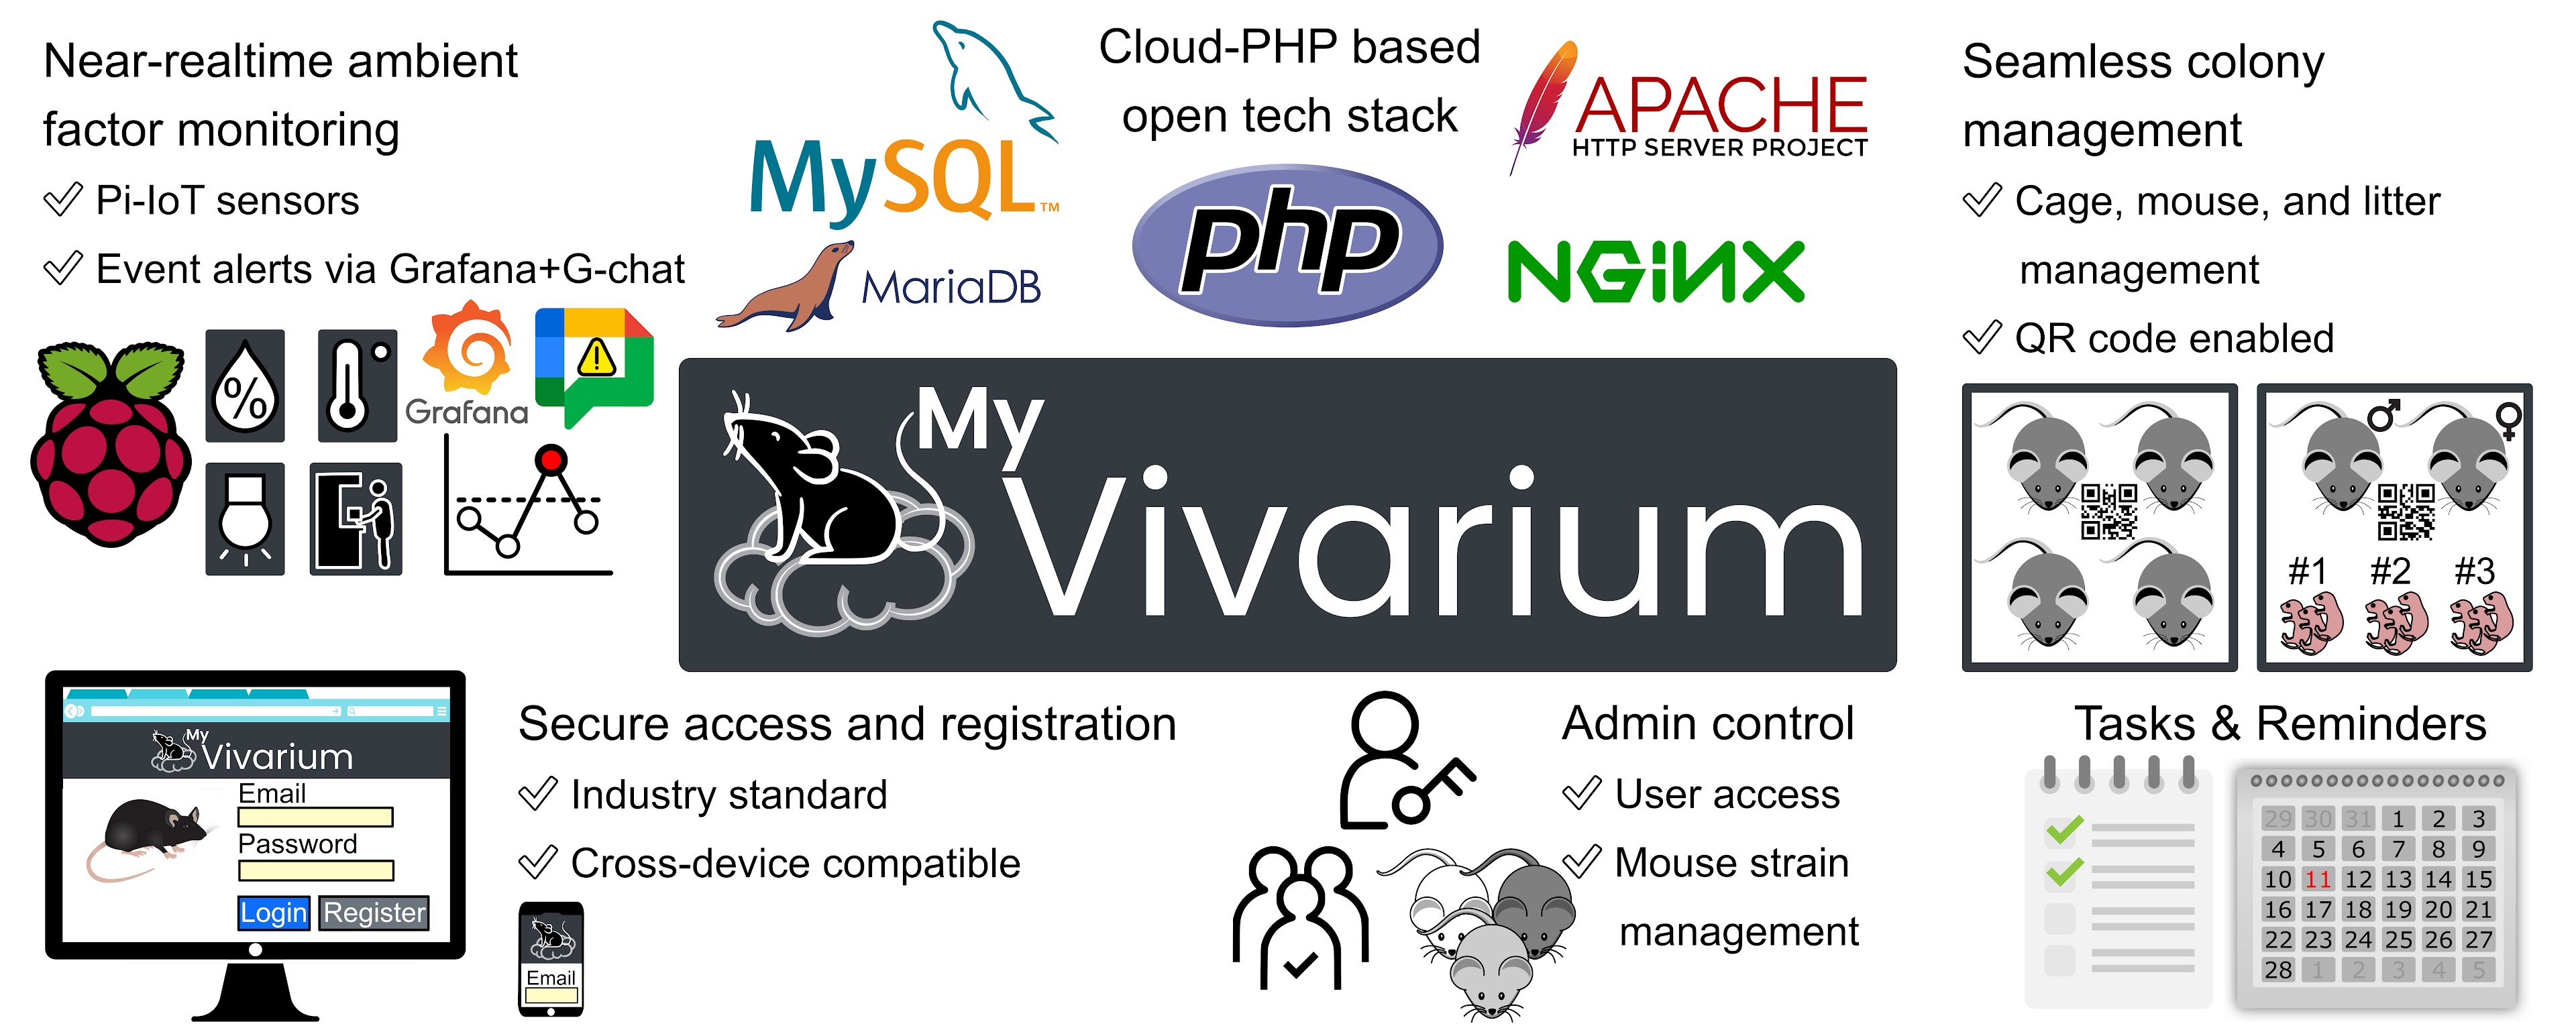 Near-realtime ambient
factor monitoring
Pi-IoT sensors
Event alerts via Grafana+G-chat
%
Grafana
!
MySQL™
MariaDB
Cloud-PHP based
open tech stack
php
APACHE
HTTP SERVER PROJECT
NGINX
My
Vivarium
Seamless colony
management
Cage, mouse, and litter
management
QR code enabled
♂ ♀
#1 #2 #3
My
Vivarium
Email
Password
Login Register
Secure access and registration
Industry standard
Cross-device compatible
Email
Admin control
User access
Mouse strain
management
Tasks & Reminders
29 30 31 1 2 3
4 5 6 7 8 9
10 11 12 13 14 15
16 17 18 19 20 21
22 23 24 25 26 27
28 1 2 3 4 5